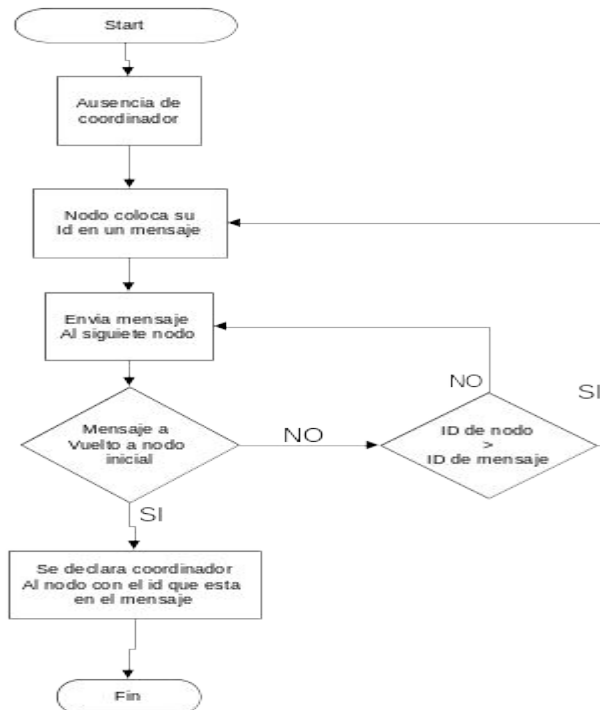 Start
Ausencia de
coordinador
Nodo coloca su
Id en un mensaje
Envia mensaje
Al siguiete nodo
Mensaje a
Vuelto a nodo
inicial
NO
ID de nodo
>
ID de mensaje
NO
SI
SI
Se declara coordinador
Al nodo con el id que esta
en el mensaje
Fin